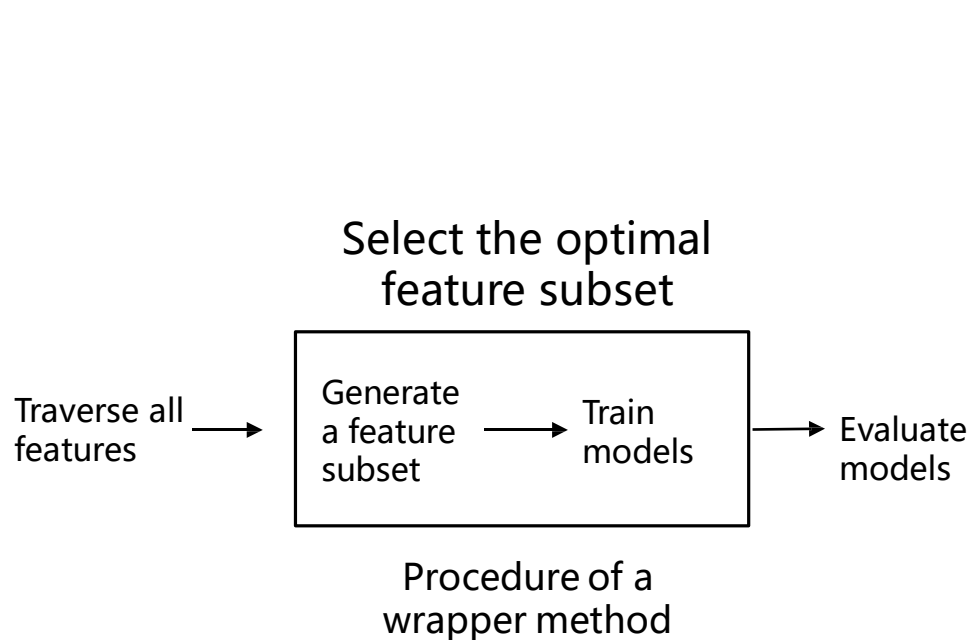 Select the optimal
feature subset
Traverse all
features
Generate
a feature
subset
Train
models
Evaluate
models
Procedure of a
wrapper method